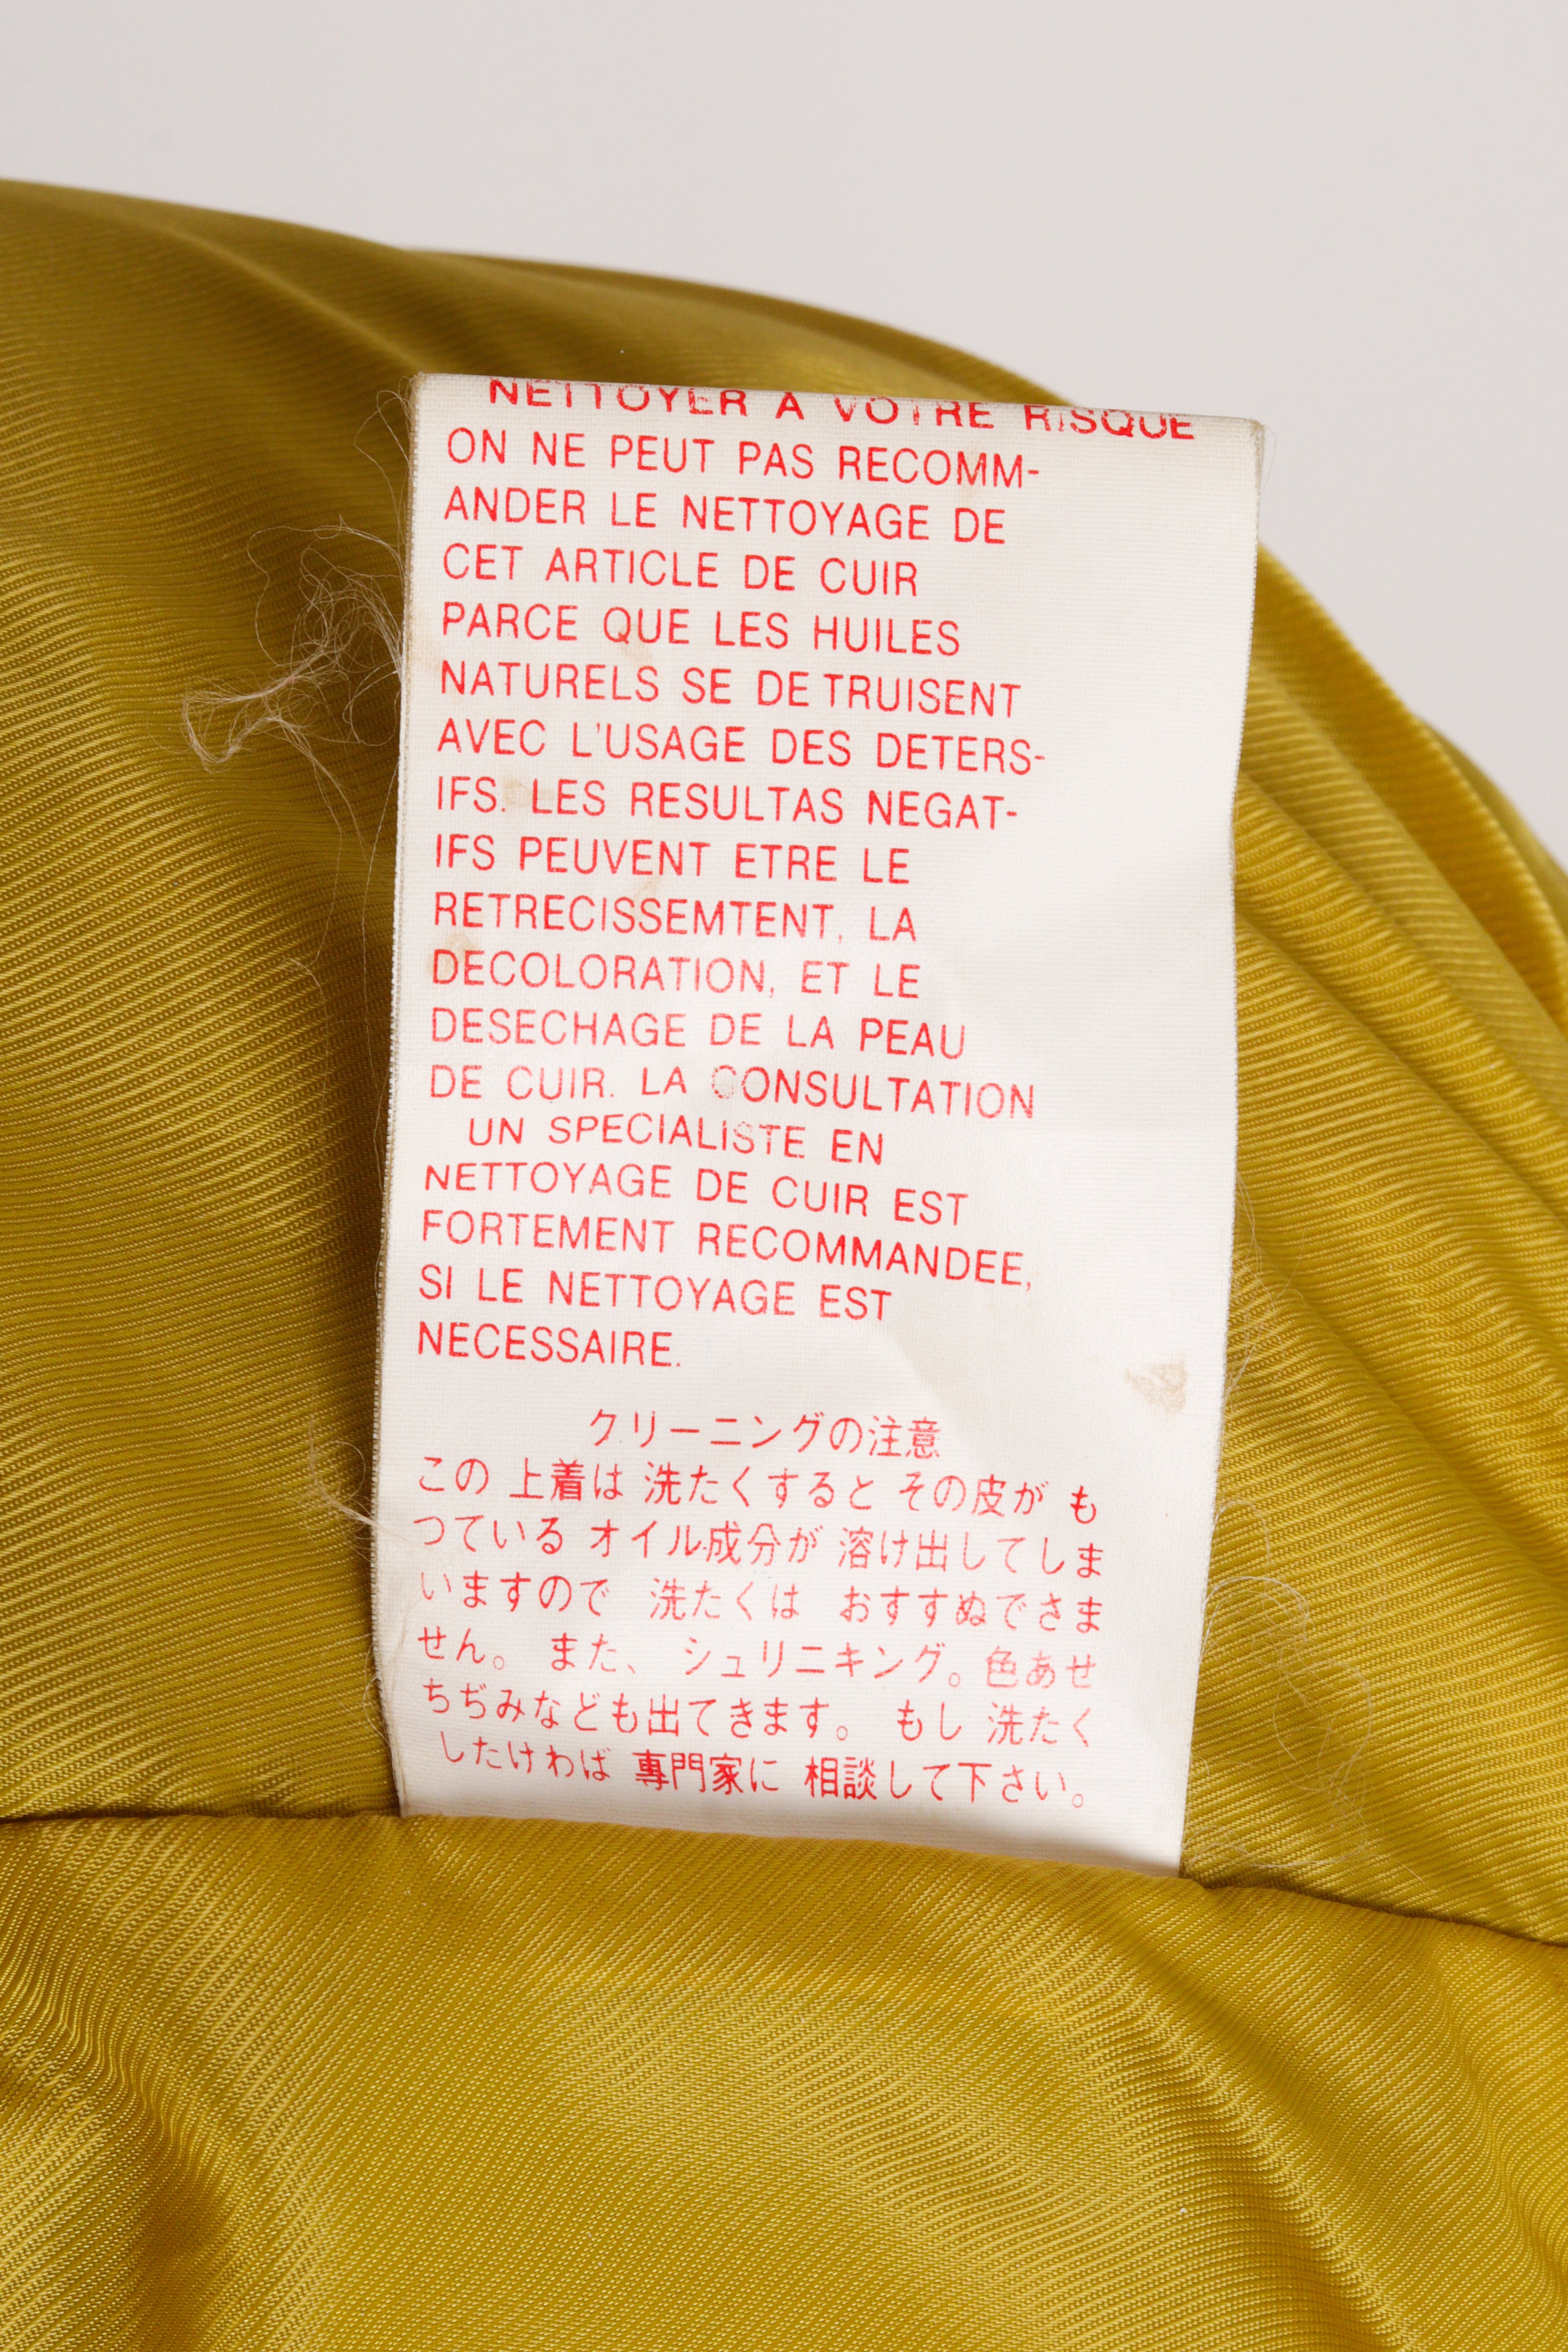 NETTOYER A VOTRE RISQUE
ON NE PEUT PAS RECOMM-
ANDER LE NETTOYAGE DE
CET ARTICLE DE CUIR
PARCE QUE LES HUILES
NATURELS SE DETRUISENT
AVEC L'USAGE DES DETERS-
IFS. LES RESULTAS NEGAT-
IFS PEUVENT ETRE LE
RETRECISSEMTENT, LA
DECOLORATION, ET LE
DESECHAGE DE LA PEAU
DE CUIR. LA CONSULTATION
UN SPECIALISTE EN
NETTOYAGE DE CUIR EST
FORTEMENT RECOMMANDEE,
SI LE NETTOYAGE EST
NECESSAIRE.
クリーニングの注意
この 上着は 洗たくすると その皮が も
つている オイル成分が 溶け出してしま
いますので 洗たくは おすすぬできま
せん。 また、 シュリニキング。色あせ
ちぢみなども出てきます。 もし 洗たく
したけわば 専門家に 相談して下さい。